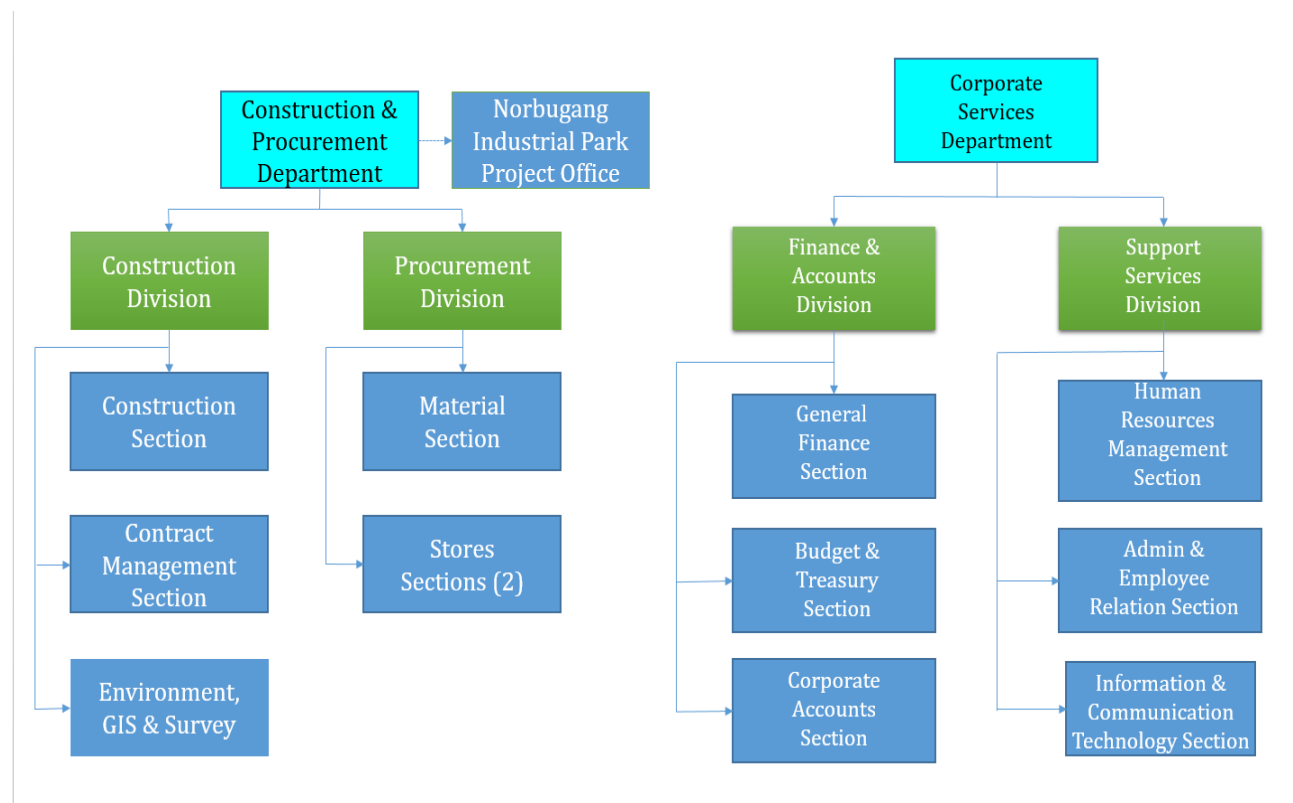 Construction &
Procurement
Department
Norbugang
Industrial Park
Project Office
Construction
Division
Procurement
Division
Construction
Section
Material
Section
Contract
Management
Section
Stores
Sections (2)
Environment,
GIS & Survey
Corporate
Services
Department
Finance &
Accounts
Division
Support
Services
Division
General
Finance
Section
Human
Resources
Management
Section
Budget &
Treasury
Section
Admin &
Employee
Relation Section
Corporate
Accounts
Section
Information &
Communication
Technology Section